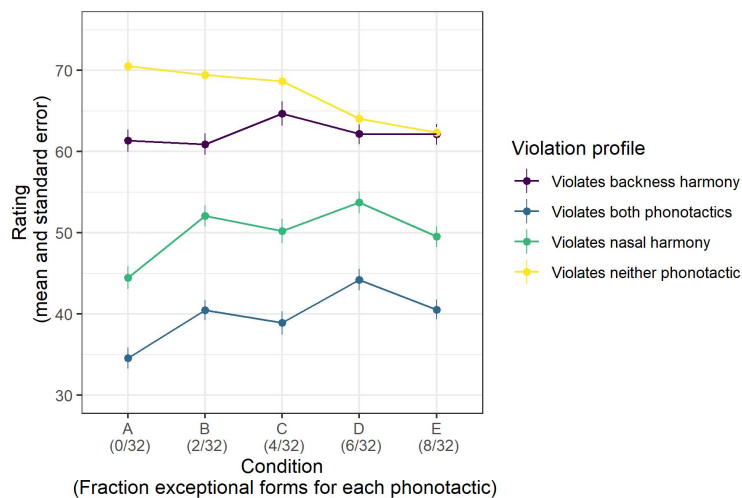 Rating
(mean and standard error)
70
60
50
40
30
A
(0/32)
B
(2/32)
C
(4/32)
D
(6/32)
E
(8/32)
Condition
(Fraction exceptional forms for each phonotactic)
Violation profile
Violates backness harmony
Violates both phonotactics
Violates nasal harmony
Violates neither phonotactic